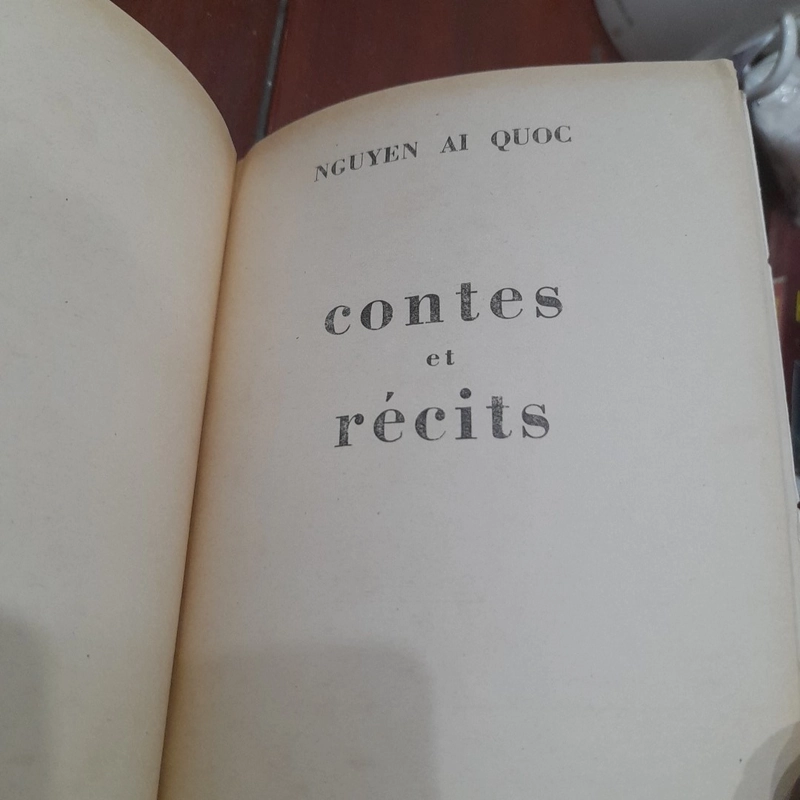 NGUYEN AI QUOC
contes
et
récits